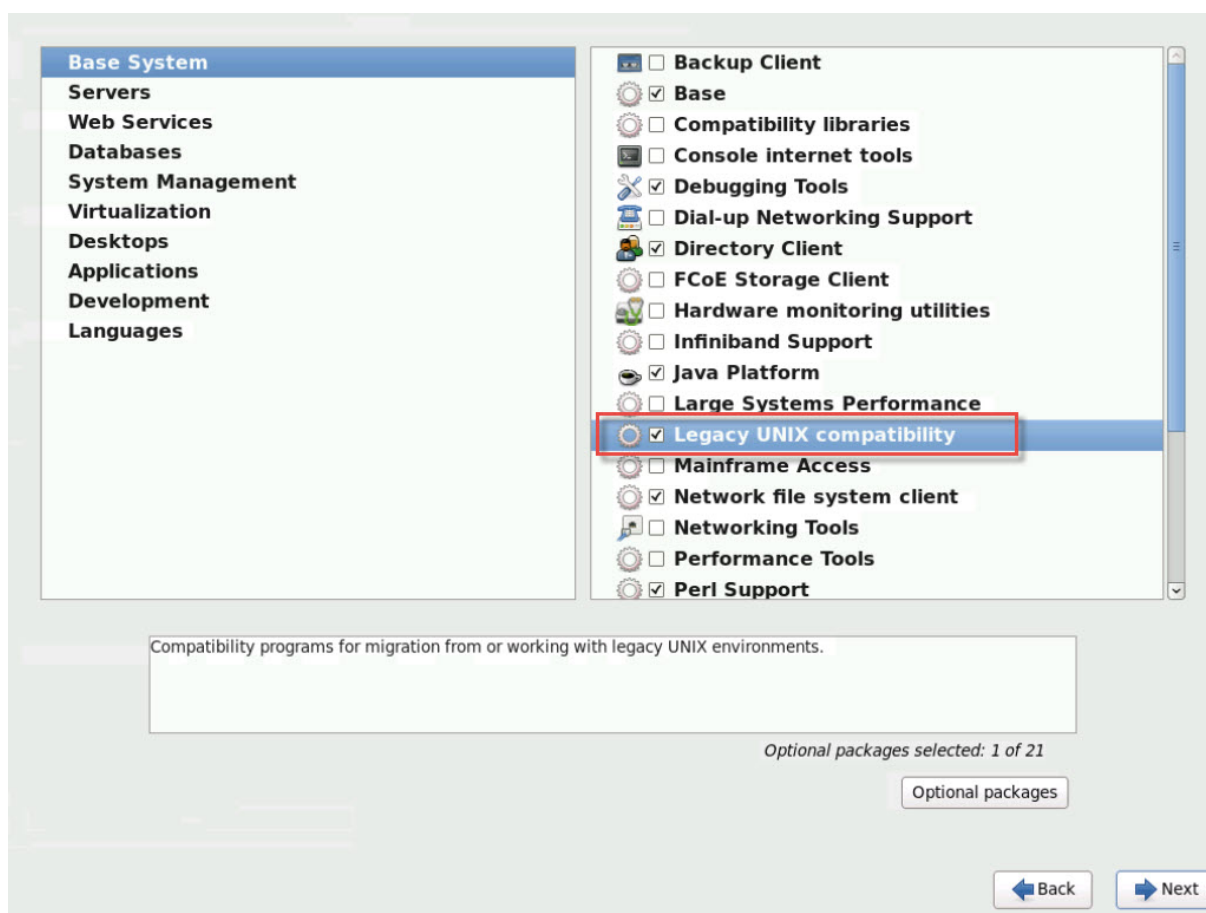 Base System
Servers
Web Services
Databases
System Management
Virtualization
Desktops
Applications
Development
Languages
Backup Client
Base
Compatibility libraries
Console internet tools
Debugging Tools
Dial-up Networking Support
Directory Client
FCoE Storage Client
Hardware monitoring utilities
Infiniband Support
Java Platform
Large Systems Performance
Legacy UNIX compatibility
Mainframe Access
Network file system client
Networking Tools
Performance Tools
Perl Support
Compatibility programs for migration from or working with legacy UNIX environments.
Optional packages selected: 1 of 21
Optional packages
Back
Next